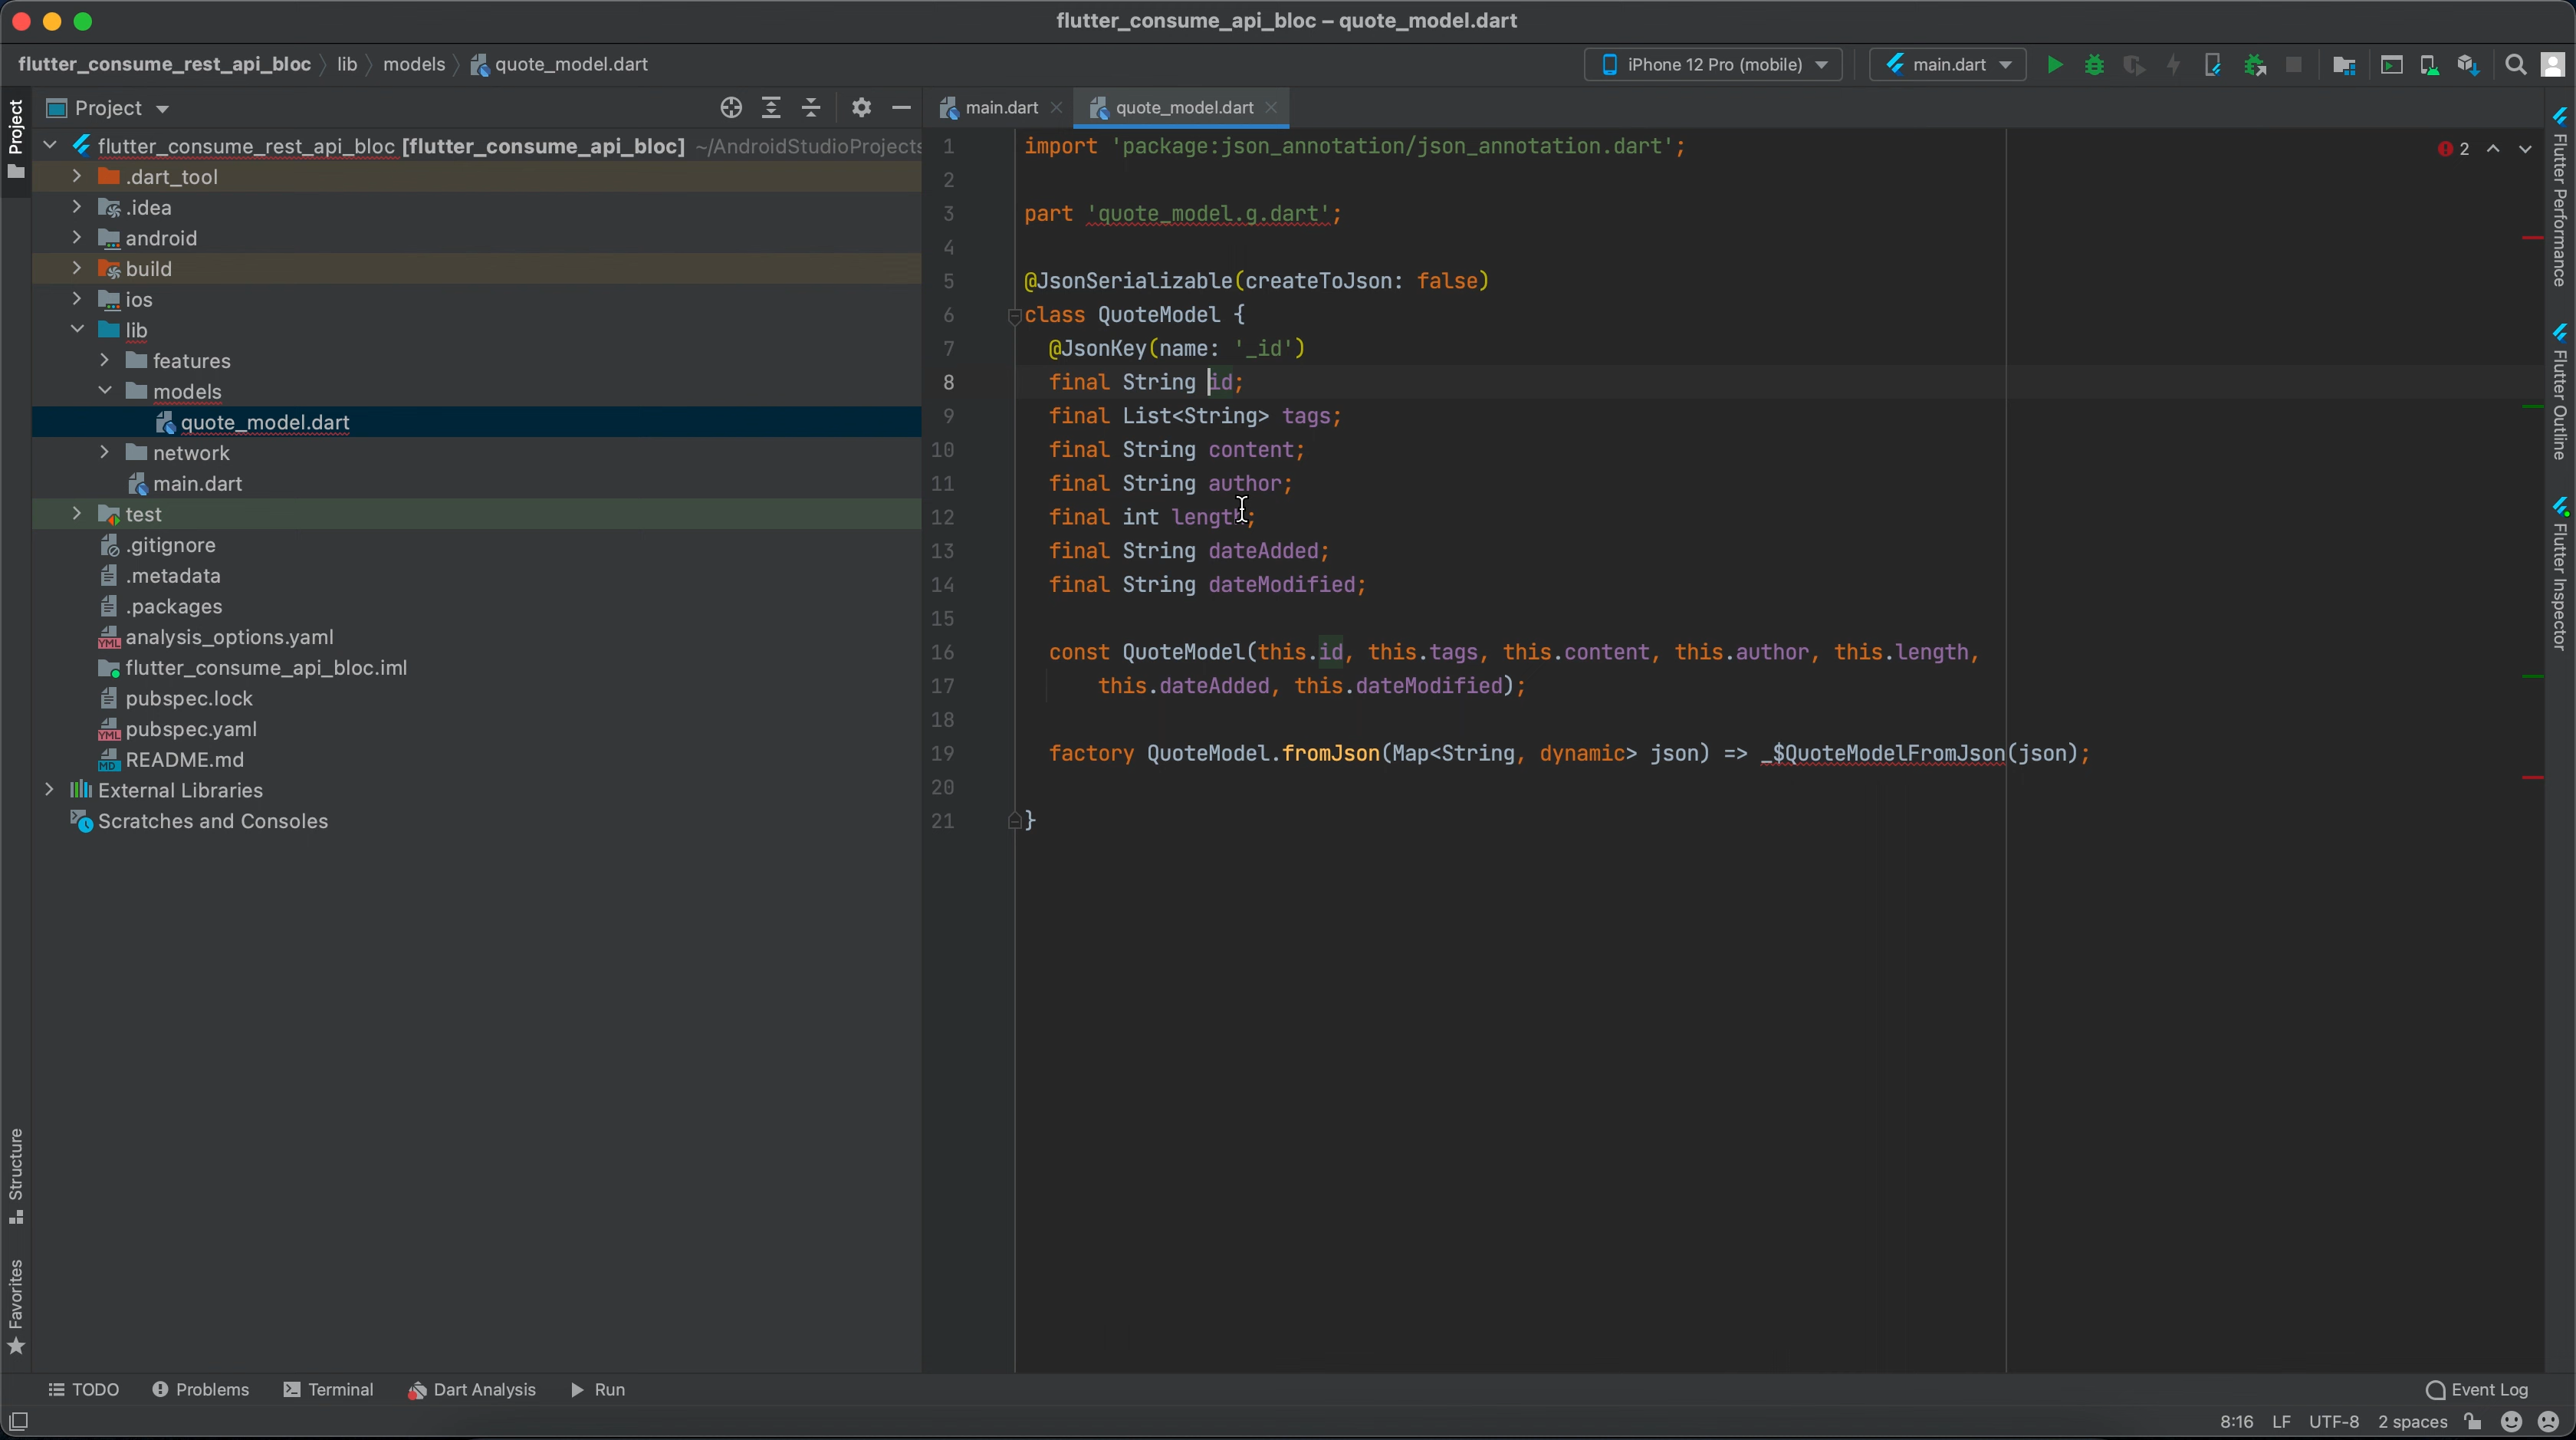 flutter_consume_api_bloc – quote_model.dart
flutter_consume_rest_api_bloc lib models quote_model.dart
iPhone 12 Pro (mobile) main.dart
Project
Project
flutter_consume_rest_api_bloc [flutter_consume_api_bloc] ~/AndroidStudioProjects
.dart_tool
.idea
android
build
ios
lib
features
models
quote_model.dart
network
main.dart
test
.gitignore
.metadata
.packages
analysis_options.yaml
flutter_consume_api_bloc.iml
pubspec.lock
pubspec.yaml
README.md
External Libraries
Scratches and Consoles
Structure
Favorites
main.dart quote_model.dart
1 import 'package:json_annotation/json_annotation.dart';
2
3 part 'quote_model.g.dart';
4
5 @JsonSerializable(createToJson: false)
6 class QuoteModel {
7 @JsonKey(name: '_id')
8 final String id;
9 final List<String> tags;
10 final String content;
11 final String author;
12 final int length;
13 final String dateAdded;
14 final String dateModified;
15
16 const QuoteModel(this.id, this.tags, this.content, this.author, this.length,
17 this.dateAdded, this.dateModified);
18
19 factory QuoteModel.fromJson(Map<String, dynamic> json) => _$QuoteModelFromJson(json);
20
21 }
2
Flutter Performance
Flutter Outline
Flutter Inspector
TODO Problems Terminal Dart Analysis Run Event Log
8:16 LF UTF-8 2 spaces